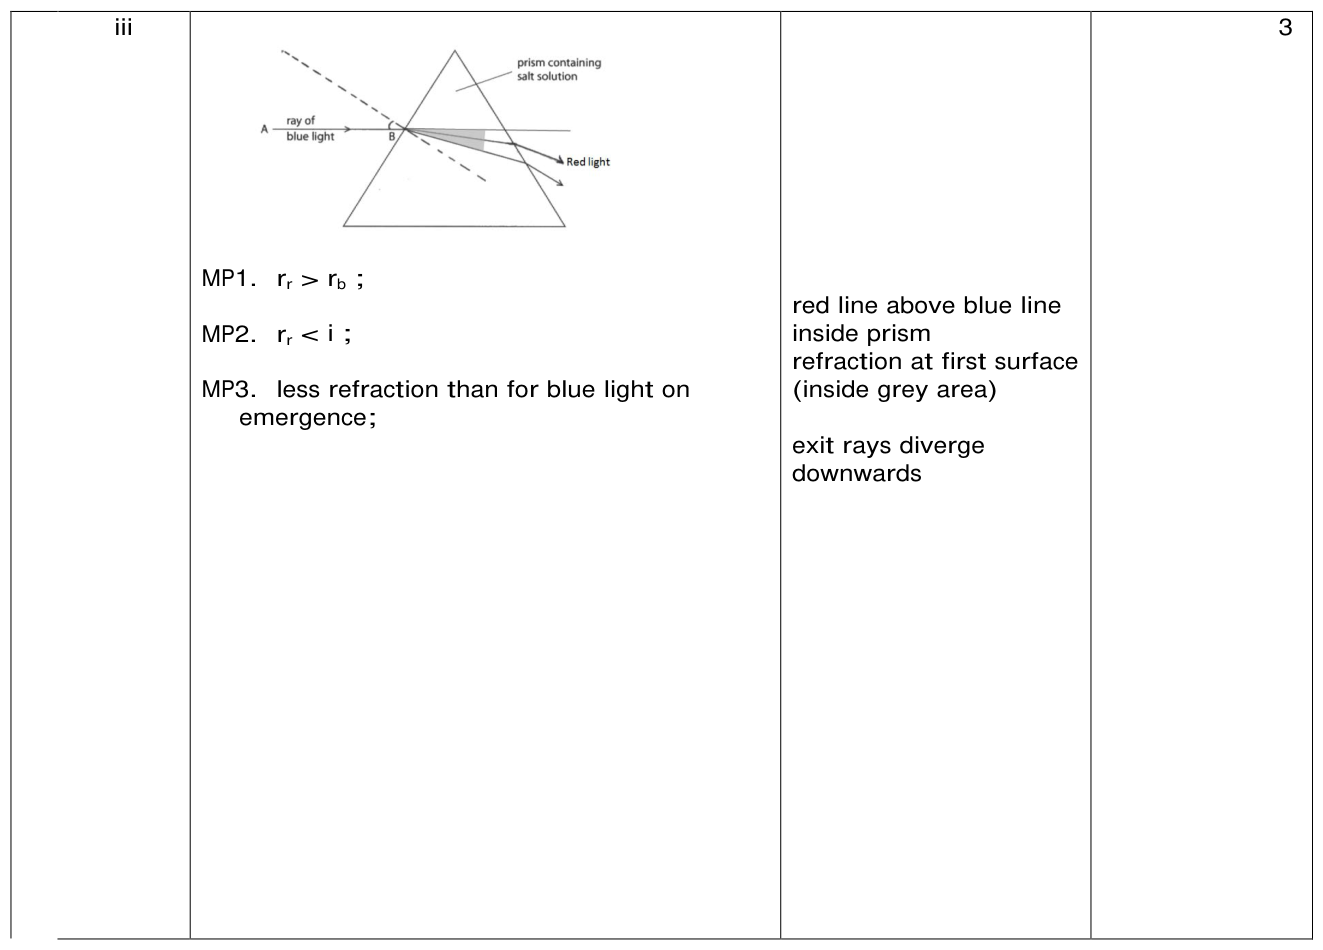 iii
3
prism containing
salt solution
A
ray of
blue light
B
Red light
MP1. rr > rb ;
MP2. rr < i ;
MP3. less refraction than for blue light on
emergence;
red line above blue line
inside prism
refraction at first surface
(inside grey area)
exit rays diverge
downwards